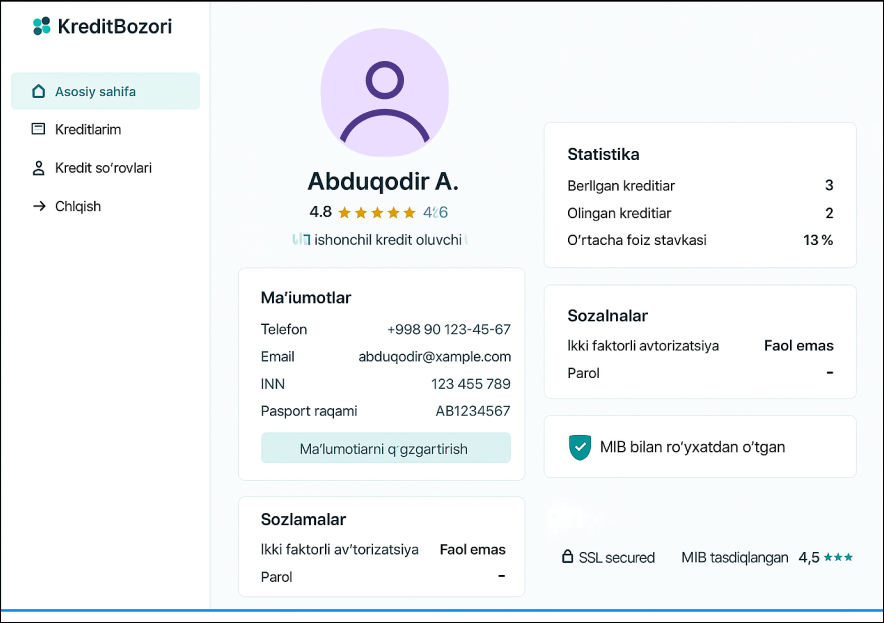 KreditBozori
Asosiy sahifa
Kreditlarim
Kredit so‘rovlari
Chlqish
Abduqodir A.
4.8
ishonchil kredit oluvchi
Ma’iumotlar
Telefon +998 90 123-45-67
Email abduqodir@xample.com
INN 123 455 789
Pasport raqami AB1234567
Ma’lumotiarni q‘gzgartirish
Sozlamalar
Ikki faktorli av’torizatsiya Faol emas
Parol -
Statistika
Berllgan kreditiar 3
Olingan kreditiar 2
O‘rtacha foiz stavkasi 13 %
Sozalnalar
Ikki faktorli avtorizatsiya Faol emas
Parol -
MIB bilan ro‘yxatdan o‘tgan
SSL secured MIB tasdiqlangan 4,5